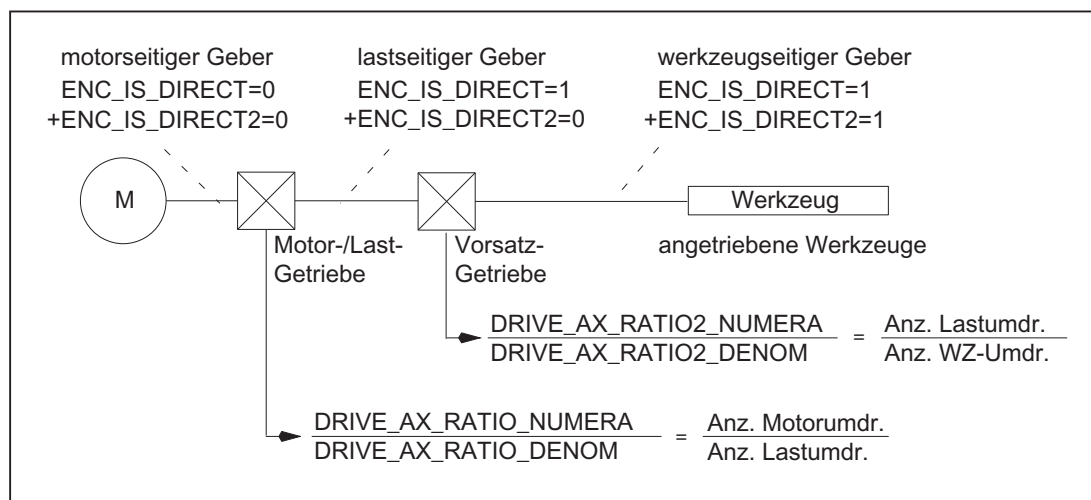 motorseitiger Geber
ENC_IS_DIRECT=0
+ENC_IS_DIRECT2=0
lastseitiger Geber
ENC_IS_DIRECT=1
+ENC_IS_DIRECT2=0
werkzeugseitiger Geber
ENC_IS_DIRECT=1
+ENC_IS_DIRECT2=1
M
Werkzeug
Motor-/Last-
Getriebe
Vorsatz-
Getriebe
angetriebene Werkzeuge
DRIVE_AX_RATIO2_NUMERA
DRIVE_AX_RATIO2_DENOM
=
Anz. Lastumdr.
Anz. WZ-Umdr.
DRIVE_AX_RATIO_NUMERA
DRIVE_AX_RATIO_DENOM
=
Anz. Motorumdr.
Anz. Lastumdr.